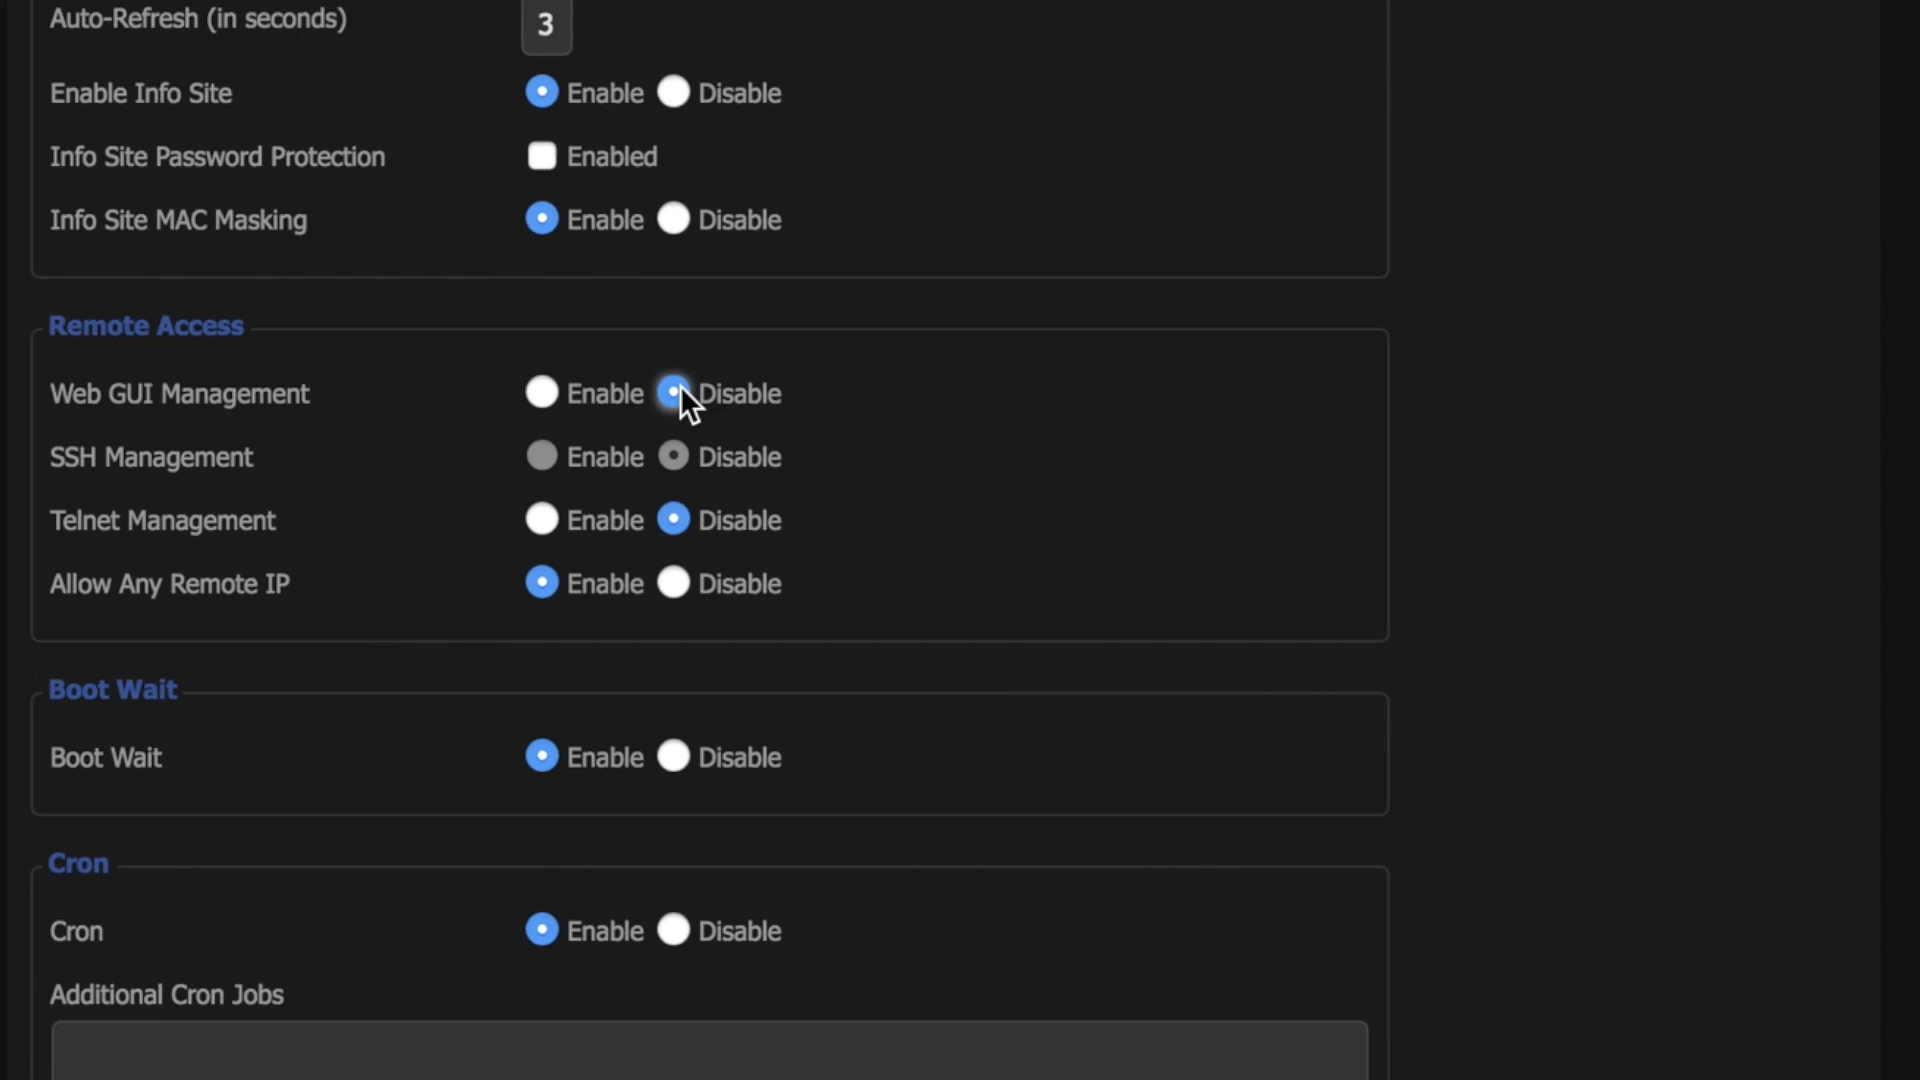 Auto-Refresh (in seconds) 3
Enable Info Site Enable Disable
Info Site Password Protection Enabled
Info Site MAC Masking Enable Disable
Remote Access
Web GUI Management Enable Disable
SSH Management Enable Disable
Telnet Management Enable Disable
Allow Any Remote IP Enable Disable
Boot Wait
Boot Wait Enable Disable
Cron
Cron Enable Disable
Additional Cron Jobs